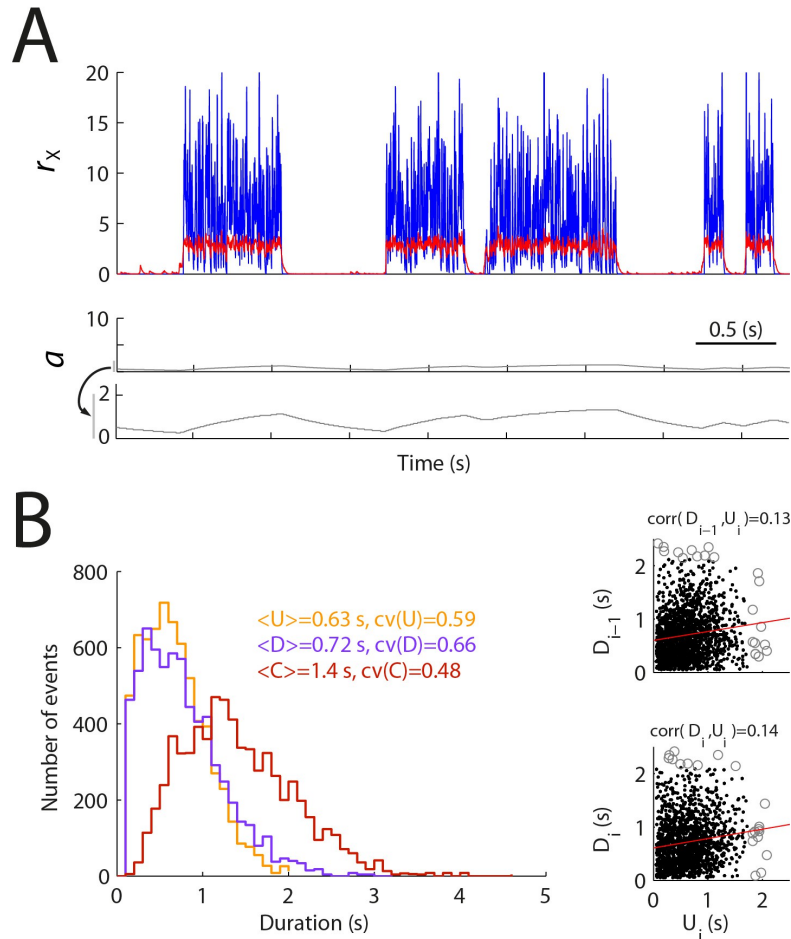 A
20
15
10
5
0
r_X
10
a
0.5 (s)
2
0
Time (s)
B
800
600
400
200
0
Number of events
<U>=0.63 s, cv(U)=0.59
<D>=0.72 s, cv(D)=0.66
<C>=1.4 s, cv(C)=0.48
0 1 2 3 4 5
Duration (s)
corr(D_{i−1},U_i)=0.13
2
1
0
D_{i−1} (s)
corr(D_i,U_i)=0.14
2
1
0
D_i (s)
0 1 2
U_i (s)